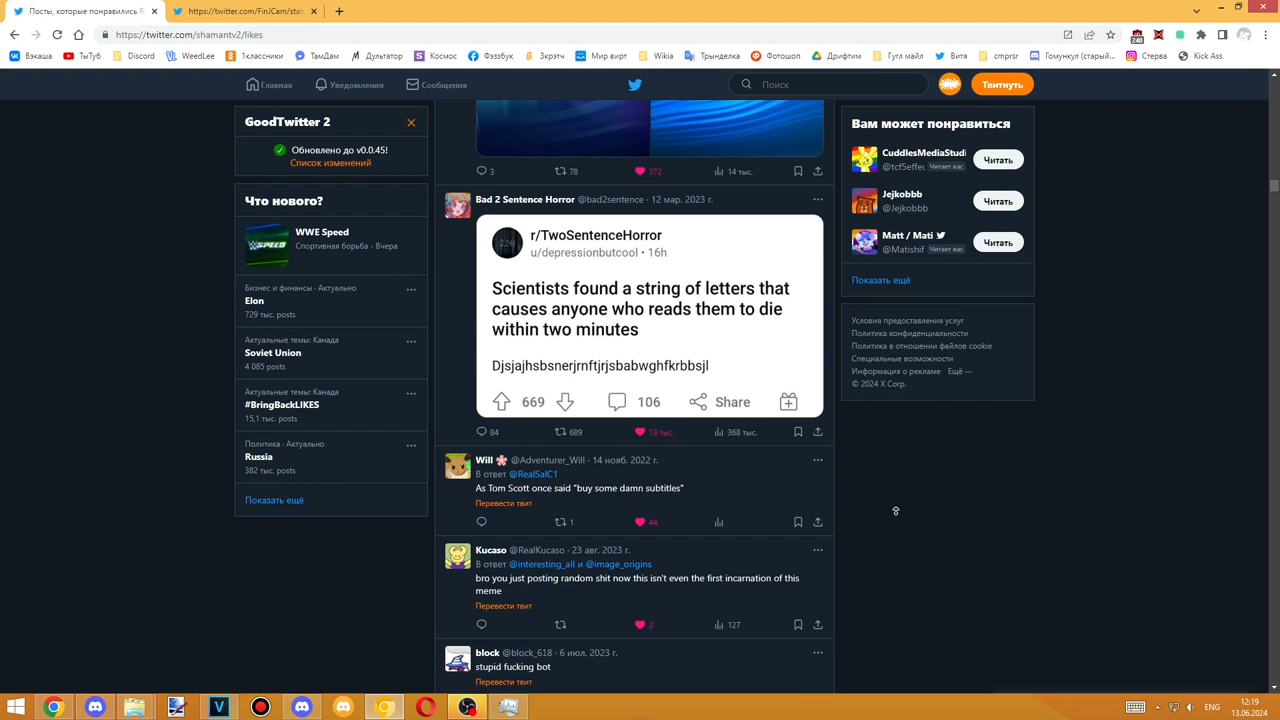 Посты, которые понравились R
https://twitter.com/FinJCam/stat
https://twitter.com/shamantv2/likes
240
Вэкаша
ТыТуб
Discord
WeedLee
1классники
ТамДам
Дультатор
Космос
Фэзбук
Зкрэтч
Мир вирт
Wikia
Трынделка
Фотошоп
Дрифтим
Гугл майл
Витя
cmprsr
Гомункул (старый...
Стерва
Kick Ass
Главная
Уведомления
Сообщения
Поиск
Твитнуть
GoodTwitter 2
Обновлено до v0.0.45!
Список изменений
Что нового?
WWE Speed
Спортивная борьба · Вчера
SPEED
Бизнес и финансы · Актуально
Elon
729 тыс. posts
Актуальные темы: Канада
Soviet Union
4 085 posts
Актуальные темы: Канада
#BringBackLIKES
15,1 тыс. posts
Политика · Актуально
Russia
382 тыс. posts
Показать ещё
3 78 372 14 тыс.
Bad 2 Sentence Horror @bad2sentence · 12 мар. 2023 г.
r/TwoSentenceHorror
u/depressionbutcool • 16h
Scientists found a string of letters that
causes anyone who reads them to die
within two minutes
Djsjajhsbsnerjrnftjrjsbabwghfkrbbsjl
669 106 Share
84 689 13 тыс. 368 тыс.
Will @Adventurer_Will · 14 нояб. 2022 г.
В ответ @RealSalC1
As Tom Scott once said "buy some damn subtitles"
Перевести твит
1 44
Kucaso @RealKucaso · 23 авг. 2023 г.
В ответ @interesting_all и @image_origins
bro you just posting random shit now this isn't even the first incarnation of this
meme
Перевести твит
2 127
block @block_618 · 6 июл. 2023 г.
stupid fucking bot
Перевести твит
Вам может понравиться
CuddlesMediaStudi
@tcf5effec Читает вас
Читать
Jejkobbb
@Jejkobbb
Читать
Matt / Mati
@Matishif Читает вас
Читать
Показать ещё
Условия предоставления услуг
Политика конфиденциальности
Политика в отношении файлов cookie
Специальные возможности
Информация о рекламе Ещё ···
© 2024 X Corp.
ENG
12:19
13.06.2024